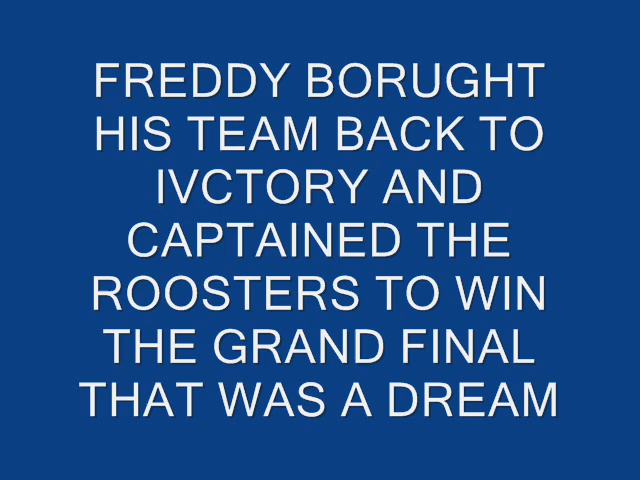 FREDDY BORUGHT
HIS TEAM BACK TO
IVCTORY AND
CAPTAINED THE
ROOSTERS TO WIN
THE GRAND FINAL
THAT WAS A DREAM